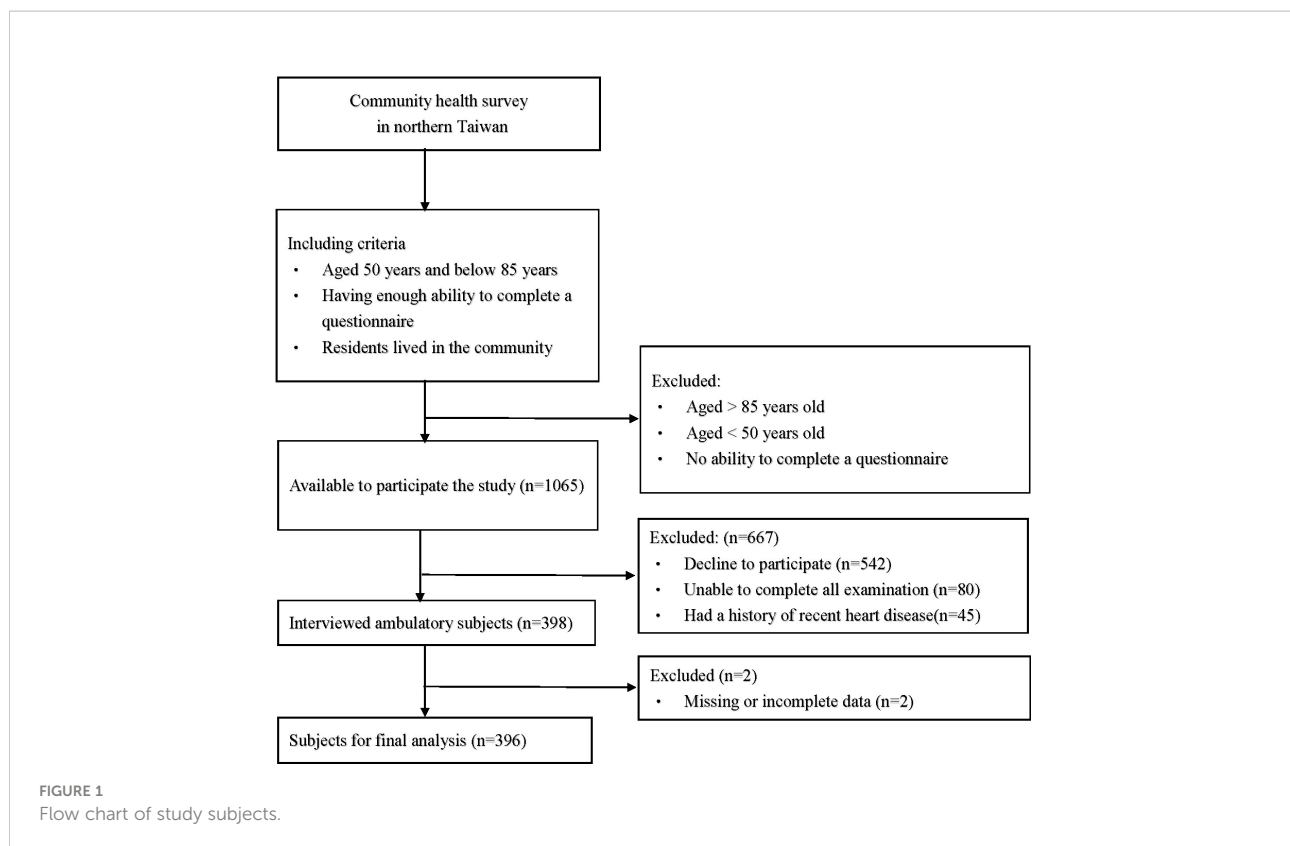 Community health survey
in northern Taiwan
Including criteria
• Aged 50 years and below 85 years
• Having enough ability to complete a
questionnaire
• Residents lived in the community
Excluded:
• Aged > 85 years old
• Aged < 50 years old
• No ability to complete a questionnaire
Available to participate the study (n=1065)
Excluded: (n=667)
• Decline to participate (n=542)
• Unable to complete all examination (n=80)
• Had a history of recent heart disease(n=45)
Interviewed ambulatory subjects (n=398)
Excluded (n=2)
• Missing or incomplete data (n=2)
Subjects for final analysis (n=396)
FIGURE 1
Flow chart of study subjects.